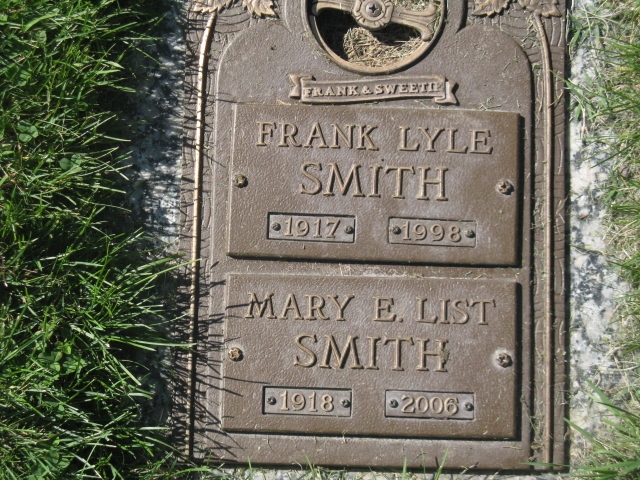 FRANK & SWEETIE
FRANK LYLE
SMITH
1917 1998
MARY E. LIST
SMITH
1918 2006